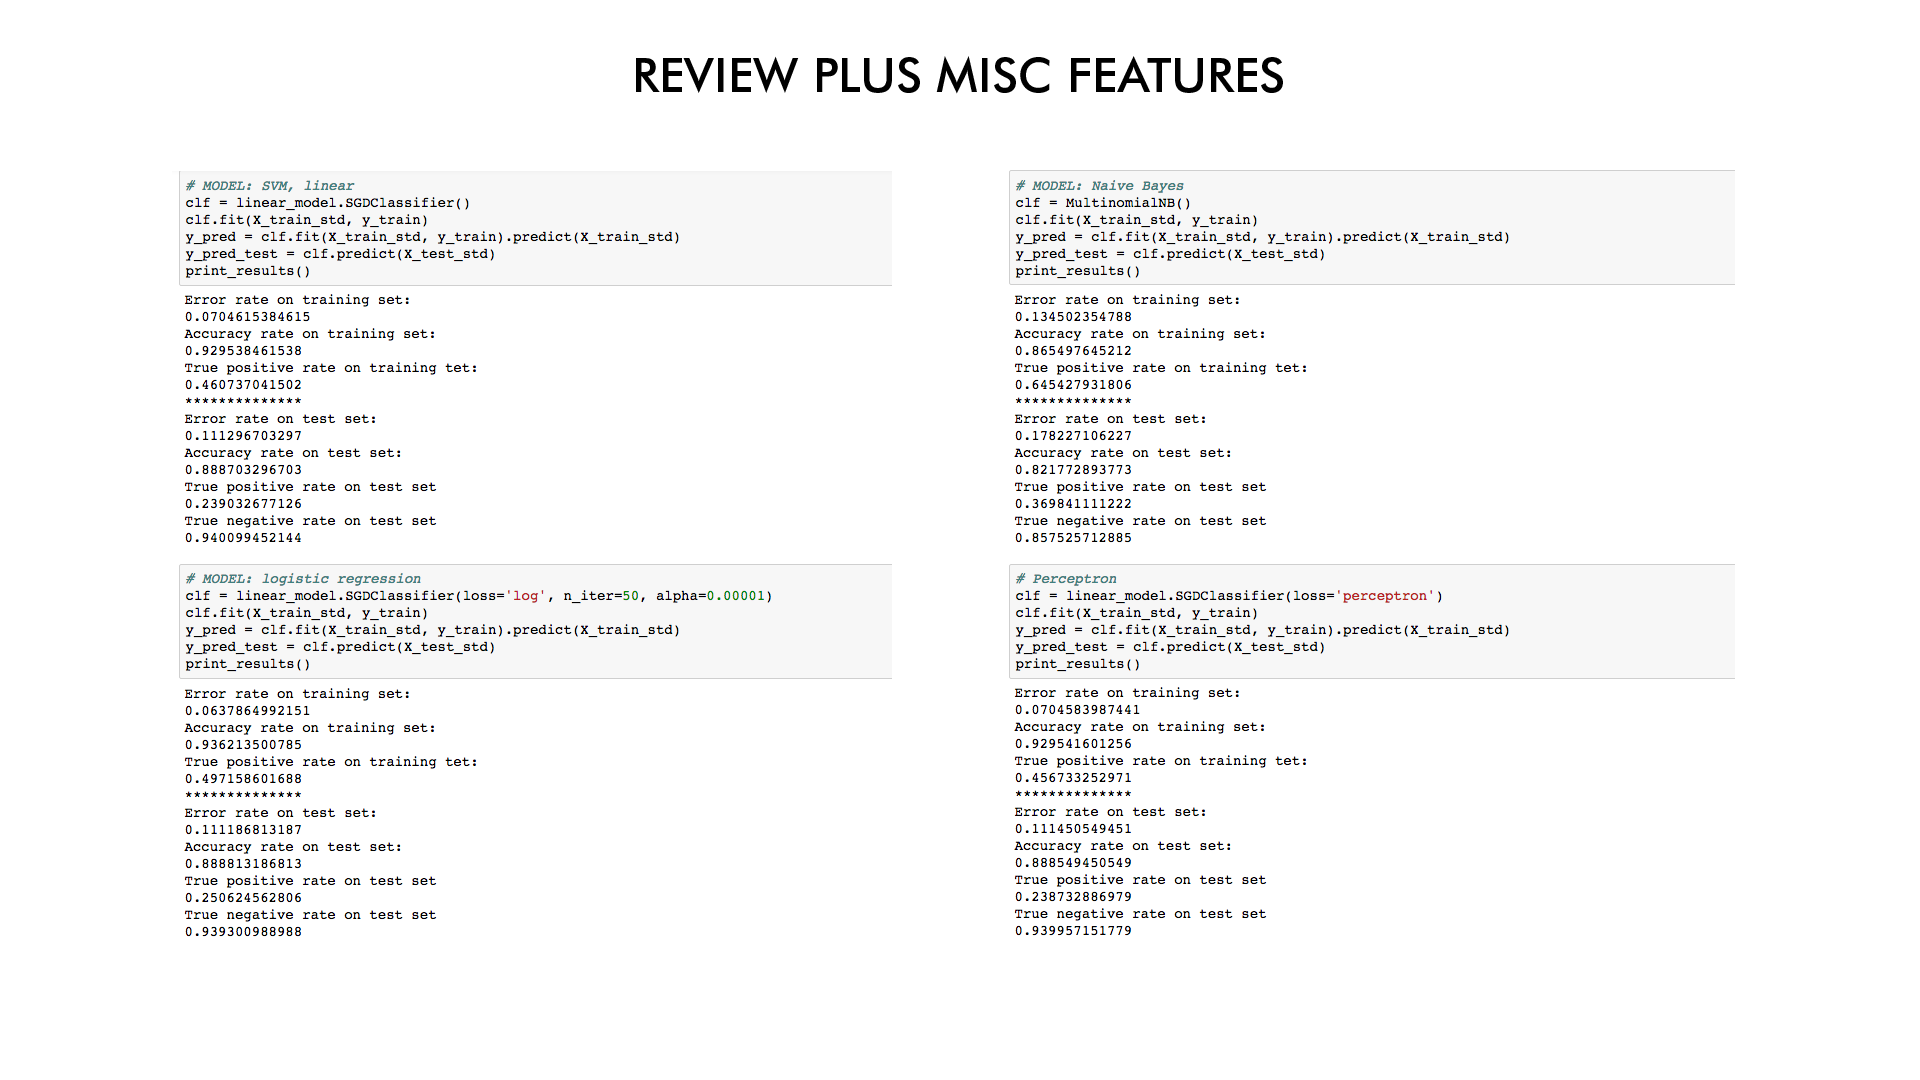 REVIEW PLUS MISC FEATURES
# MODEL: SVM, linear
clf = linear_model.SGDClassifier()
clf.fit(X_train_std, y_train)
y_pred = clf.fit(X_train_std, y_train).predict(X_train_std)
y_pred_test = clf.predict(X_test_std)
print_results()
Error rate on training set:
0.0704615384615
Accuracy rate on training set:
0.929538461538
True positive rate on training tet:
0.460737041502
**************
Error rate on test set:
0.111296703297
Accuracy rate on test set:
0.888703296703
True positive rate on test set
0.239032677126
True negative rate on test set
0.940099452144
# MODEL: logistic regression
clf = linear_model.SGDClassifier(loss='log', n_iter=50, alpha=0.00001)
clf.fit(X_train_std, y_train)
y_pred = clf.fit(X_train_std, y_train).predict(X_train_std)
y_pred_test = clf.predict(X_test_std)
print_results()
Error rate on training set:
0.0637864992151
Accuracy rate on training set:
0.936213500785
True positive rate on training tet:
0.497158601688
**************
Error rate on test set:
0.111186813187
Accuracy rate on test set:
0.888813186813
True positive rate on test set
0.250624562806
True negative rate on test set
0.939300988988
# MODEL: Naive Bayes
clf = MultinomialNB()
clf.fit(X_train_std, y_train)
y_pred = clf.fit(X_train_std, y_train).predict(X_train_std)
y_pred_test = clf.predict(X_test_std)
print_results()
Error rate on training set:
0.134502354788
Accuracy rate on training set:
0.865497645212
True positive rate on training tet:
0.645427931806
**************
Error rate on test set:
0.178227106227
Accuracy rate on test set:
0.821772893773
True positive rate on test set
0.369841111222
True negative rate on test set
0.857525712885
# Perceptron
clf = linear_model.SGDClassifier(loss='perceptron')
clf.fit(X_train_std, y_train)
y_pred = clf.fit(X_train_std, y_train).predict(X_train_std)
y_pred_test = clf.predict(X_test_std)
print_results()
Error rate on training set:
0.0704583987441
Accuracy rate on training set:
0.929541601256
True positive rate on training tet:
0.456733252971
**************
Error rate on test set:
0.111450549451
Accuracy rate on test set:
0.888549450549
True positive rate on test set
0.238732886979
True negative rate on test set
0.939957151779